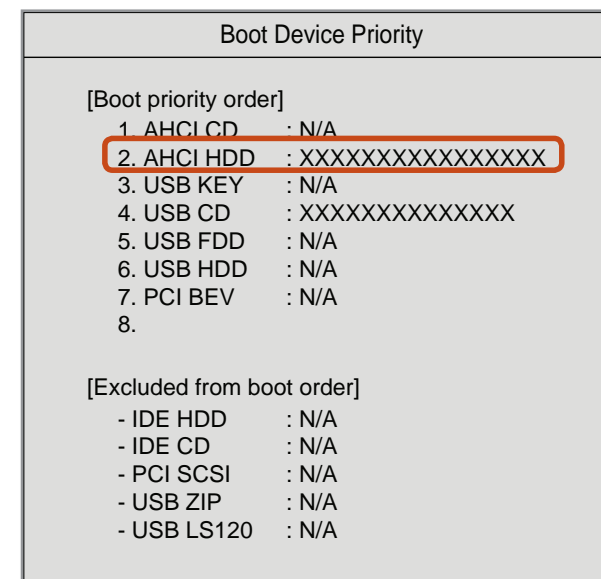 Boot Device Priority
[Boot priority order]
1. AHCI CD : N/A
2. AHCI HDD : XXXXXXXXXXXXXXXX
3. USB KEY : N/A
4. USB CD : XXXXXXXXXXXXXX
5. USB FDD : N/A
6. USB HDD : N/A
7. PCI BEV : N/A
8.
[Excluded from boot order]
- IDE HDD : N/A
- IDE CD : N/A
- PCI SCSI : N/A
- USB ZIP : N/A
- USB LS120 : N/A